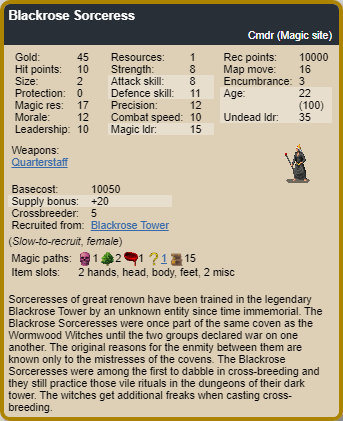 Blackrose Sorceress
Cmdr (Magic site)
Gold: 45 Resources: 1 Rec points: 10000
Hit points: 10 Strength: 8 Map move: 16
Size: 2 Attack skill: 8 Encumbrance: 3
Protection: 0 Defence skill: 11 Age: 22
Magic res: 17 Precision: 12 (100)
Morale: 12 Combat speed: 10 Undead ldr: 35
Leadership: 10 Magic ldr: 15
Weapons:
Quarterstaff
Basecost: 10050
Supply bonus: +20
Crossbreeder: 5
Recruited from: Blackrose Tower
(Slow-to-recruit, female)
Magic paths: 1 2 1 ?1 15
Item slots: 2 hands, head, body, feet, 2 misc
Sorceresses of great renown have been trained in the legendary
Blackrose Tower by an unknown entity since time immemorial. The
Blackrose Sorceresses were once part of the same coven as the
Wormwood Witches until the two groups declared war on one
another. The original reasons for the enmity between them are
known only to the mistresses of the covens. The Blackrose
Sorceresses were among the first to dabble in cross-breeding and
they still practice those vile rituals in the dungeons of their dark
tower. The witches get additional freaks when casting cross-
breeding.